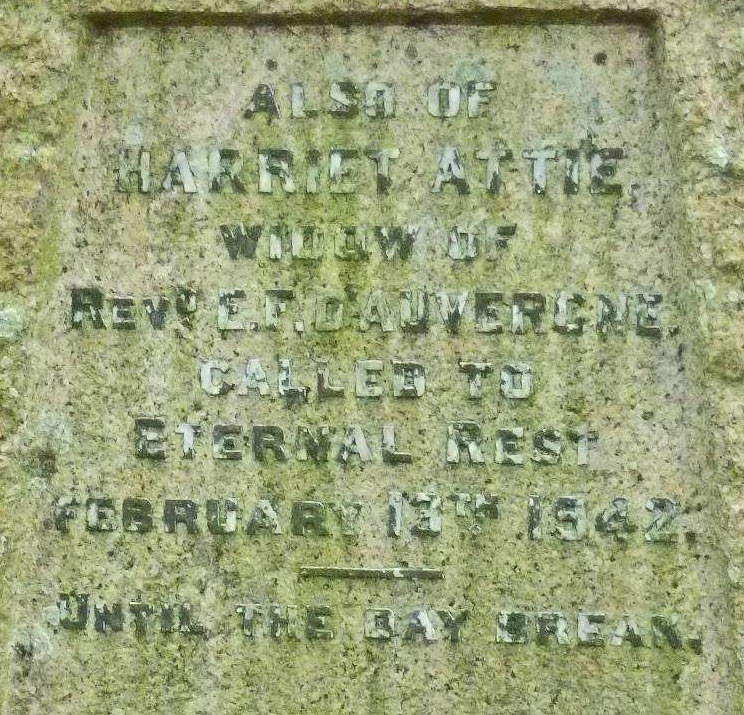 ALSO OF
HARRIET ATTIE,
WIDOW OF
REVD E.F. D'AUVERGNE,
CALLED TO
ETERNAL REST
FEBRUARY 13TH 1942.
UNTIL THE DAY BREAK.